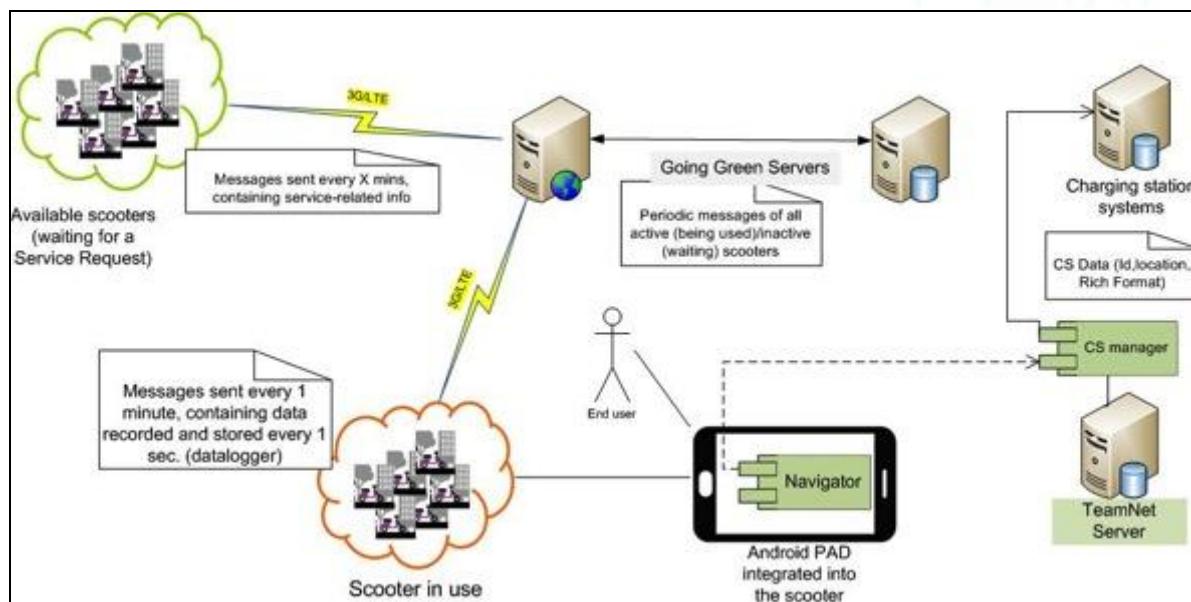 3G/LTE
Messages sent every X mins,
containing service-related info
Available scooters
(waiting for a
Service Request)
Going Green Servers
Periodic messages of all
active (being used)/inactive
(waiting) scooters
Charging station
systems
CS Data (Id,location,
Rich Format)
3G/LTE
Messages sent every 1
minute, containing data
recorded and stored every 1
sec. (datalogger)
End user
CS manager
Navigator
TeamNet
Server
Scooter in use
Android PAD
integrated into
the scooter